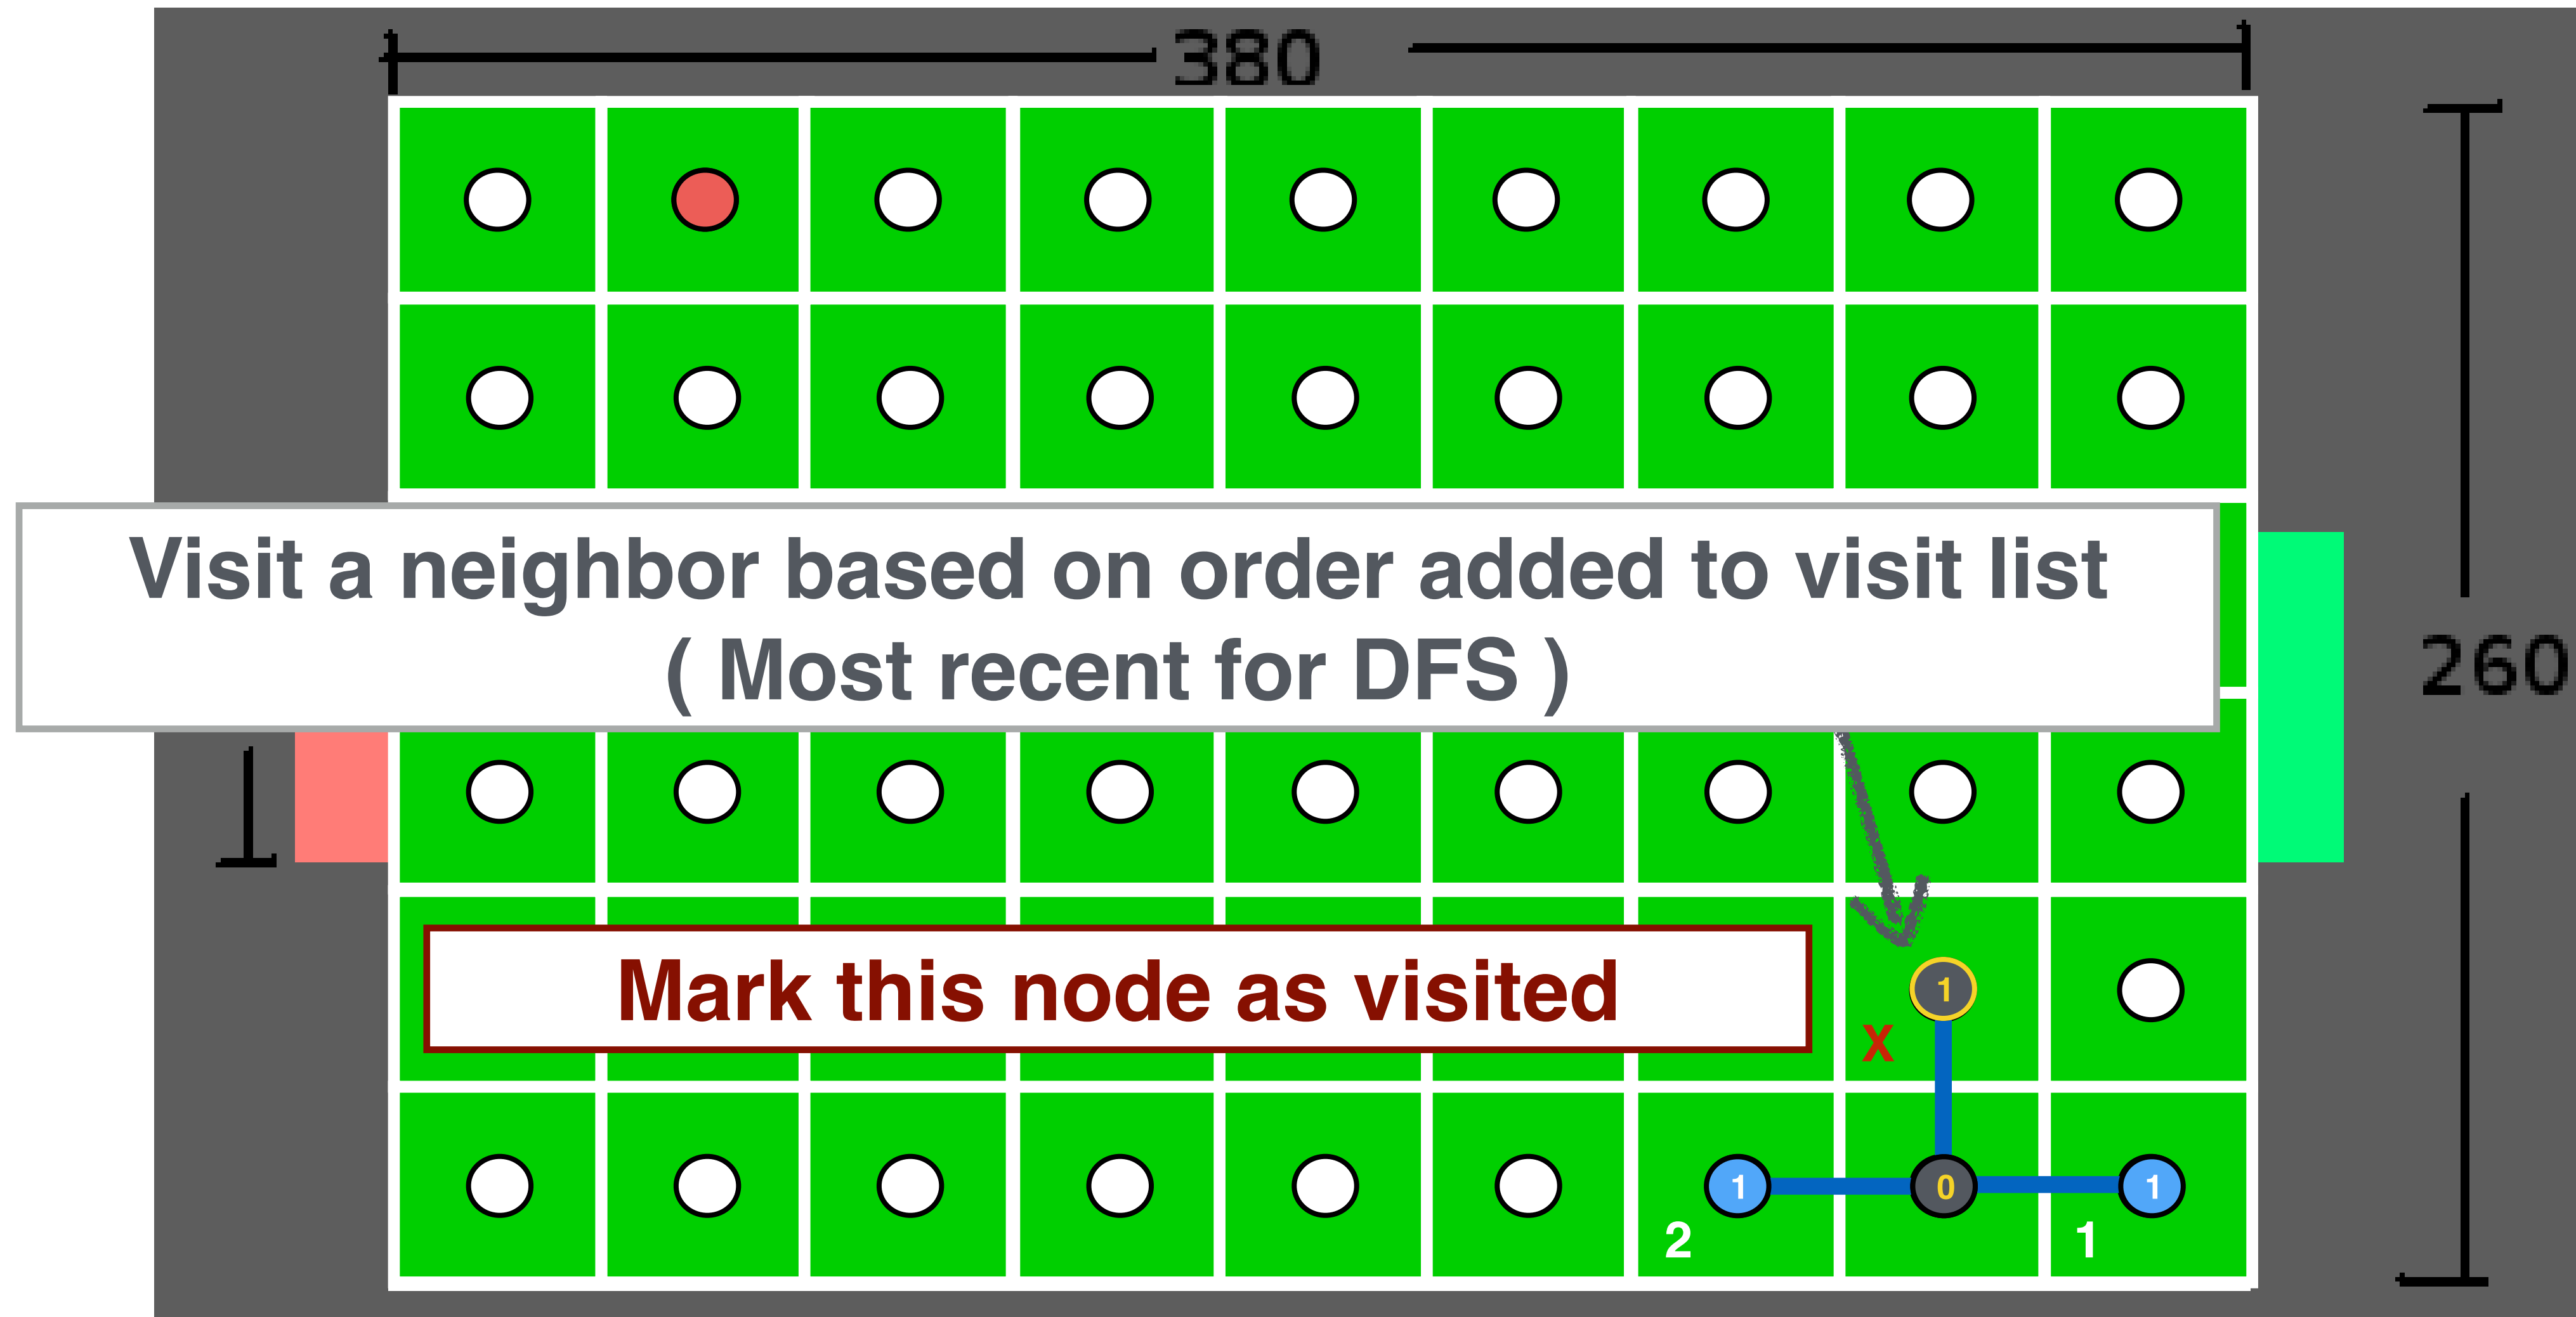 380
Visit a neighbor based on order added to visit list
( Most recent for DFS )
260
Mark this node as visited
1
x
1
0
1
2
1